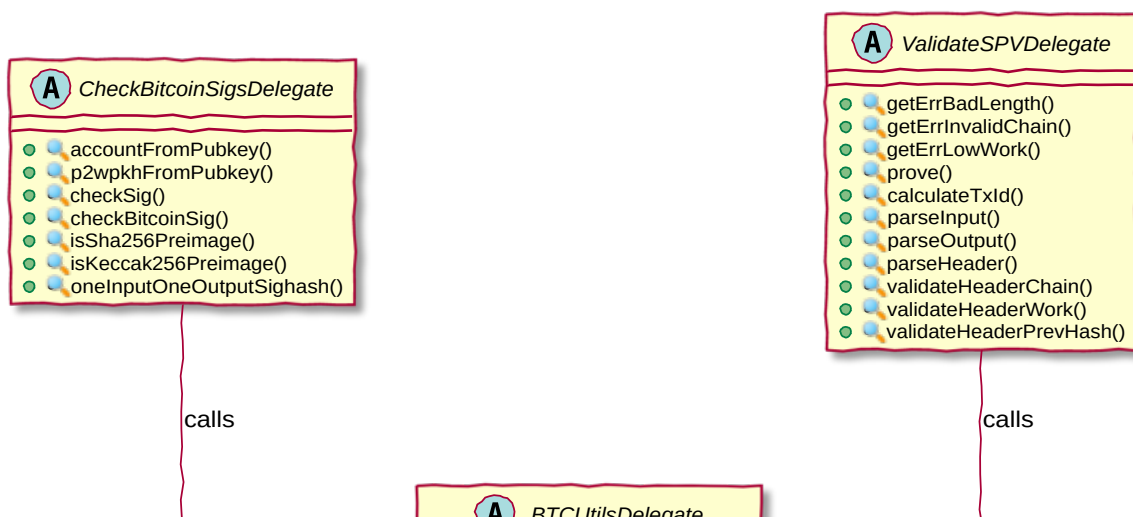 A CheckBitcoinSigsDelegate
accountFromPubkey()
p2wpkhFromPubkey()
checkSig()
checkBitcoinSig()
isSha256Preimage()
isKeccak256Preimage()
oneInputOneOutputSighash()
calls
A ValidateSPVDelegate
getErrBadLength()
getErrInvalidChain()
getErrLowWork()
prove()
calculateTxId()
parseInput()
parseOutput()
parseHeader()
validateHeaderChain()
validateHeaderWork()
validateHeaderPrevHash()
calls
A BTCUtilsDelegate